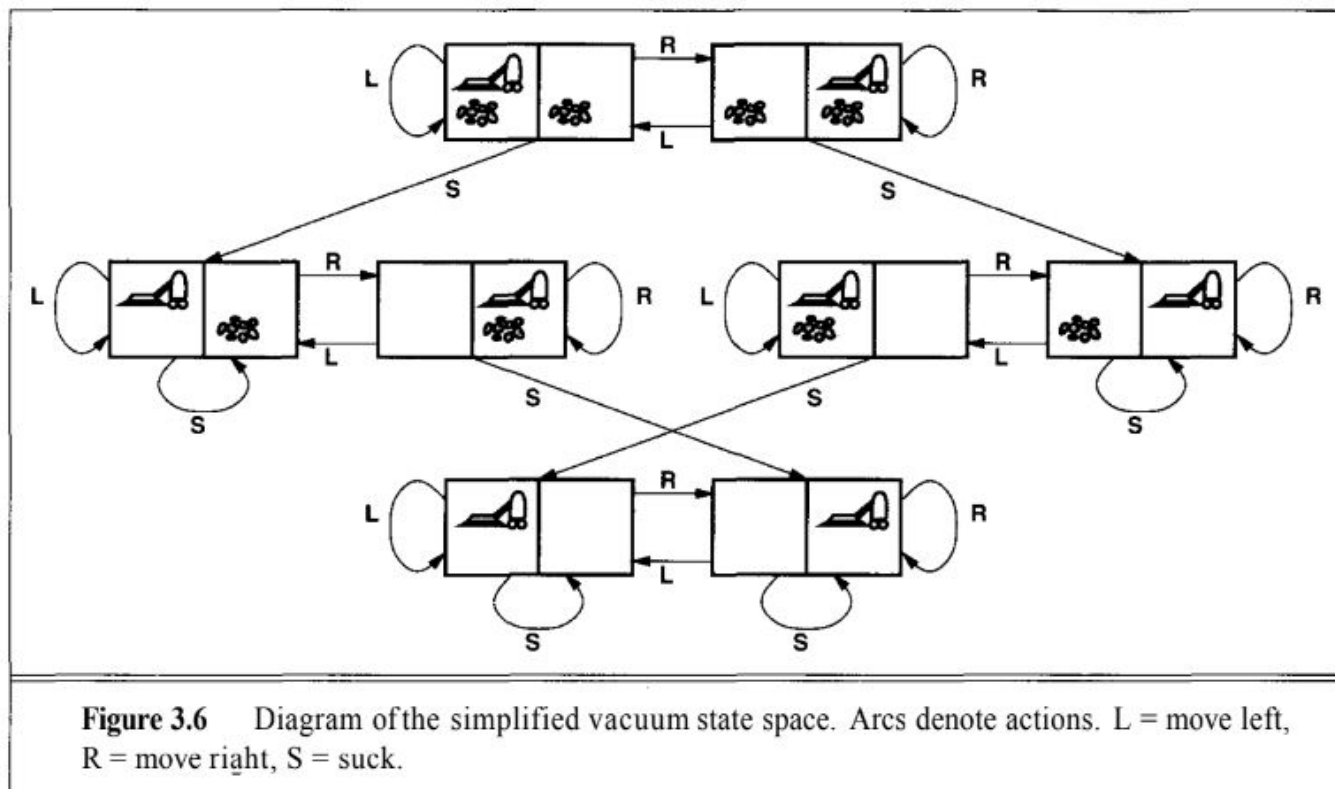 R
L
R
L
S
S
R
R
L
R
L
R
L
L
S
S
S
S
R
L
R
L
S
S
Figure 3.6 Diagram of the simplified vacuum state space. Arcs denote actions. L = move left,
R = move right, S = suck.